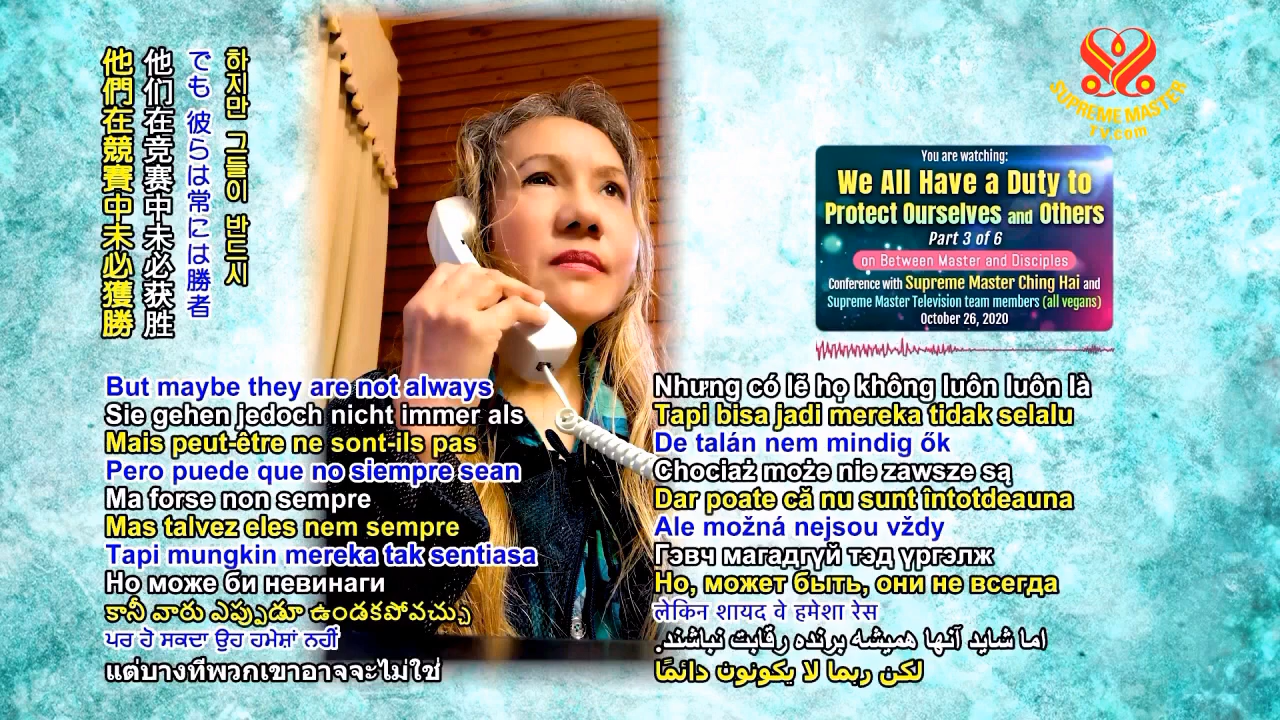 他們在競賽中未必獲勝
他们在竞赛中未必获胜
でも 彼らは常には勝者
하지만 그들이 반드시
SUPREME MASTER
TV.com
You are watching:
We All Have a Duty to
Protect Ourselves and Others
Part 3 of 6
on Between Master and Disciples
Conference with Supreme Master Ching Hai and
Supreme Master Television team members (all vegans)
October 26, 2020
But maybe they are not always
Sie gehen jedoch nicht immer als
Mais peut-être ne sont-ils pas
Pero puede que no siempre sean
Ma forse non sempre
Mas talvez eles nem sempre
Tapi mungkin mereka tak sentiasa
Но може би невинаги
కానీ వారు ఎప్పుడూ ఉండకపోవచ్చు
ਪਰ ਹੋ ਸਕਦਾ ਉਹ ਹਮੇਸ਼ਾਂ ਨਹੀਂ
แต่บางทีพวกเขาอาจจะไม่ใช่
Nhưng có lẽ họ không luôn luôn là
Tapi bisa jadi mereka tidak selalu
De talán nem mindig ők
Chociaż może nie zawsze są
Dar poate că nu sunt întotdeauna
Ale možná nejsou vždy
Гэвч магадгүй тэд үргэлж
Но, может быть, они не всегда
लेकिन शायद वे हमेशा रेस
اما شاید آنها همیشه برنده رقابت نباشند.
لكن ربما لا يكونون دائمًا